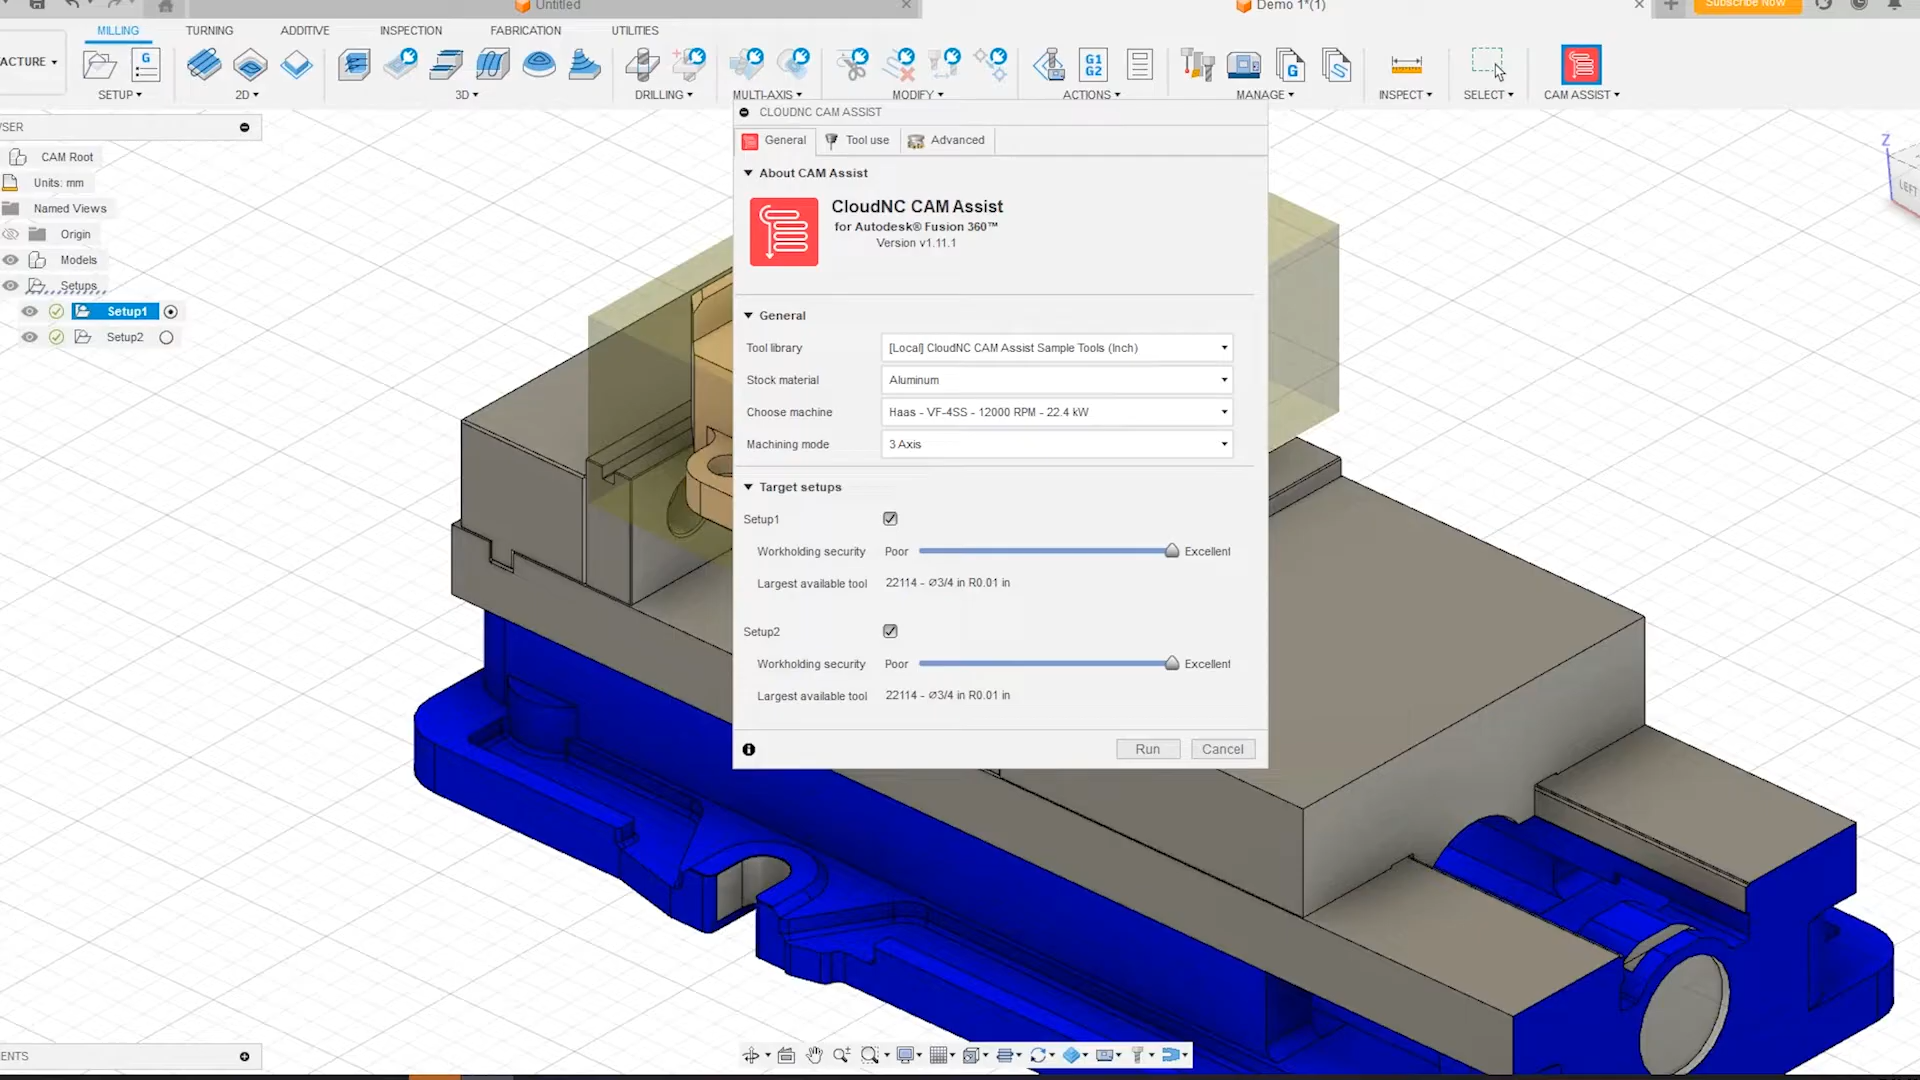 Untitled
Demo 1*(1)
Subscribe Now
MILLING
TURNING
ADDITIVE
INSPECTION
FABRICATION
UTILITIES
ACTURE
G
G1
G2
G
SETUP
2D
3D
DRILLING
MULTI-AXIS
MODIFY
ACTIONS
MANAGE
INSPECT
SELECT
CAM ASSIST
SER
CAM Root
Units: mm
Named Views
Origin
Models
Setups
Setup1
Setup2
CLOUDNC CAM ASSIST
General
Tool use
Advanced
About CAM Assist
CloudNC CAM Assist
for Autodesk® Fusion 360™
Version v1.11.1
General
Tool library
[Local] CloudNC CAM Assist Sample Tools (Inch)
Stock material
Aluminum
Choose machine
Haas - VF-4SS - 12000 RPM - 22.4 kW
Machining mode
3 Axis
Target setups
Setup1
Workholding security
Poor
Excellent
Largest available tool
22114 - ⌀3/4 in R0.01 in
Setup2
Workholding security
Poor
Excellent
Largest available tool
22114 - ⌀3/4 in R0.01 in
Run
Cancel
Z
LEFT
ENTS